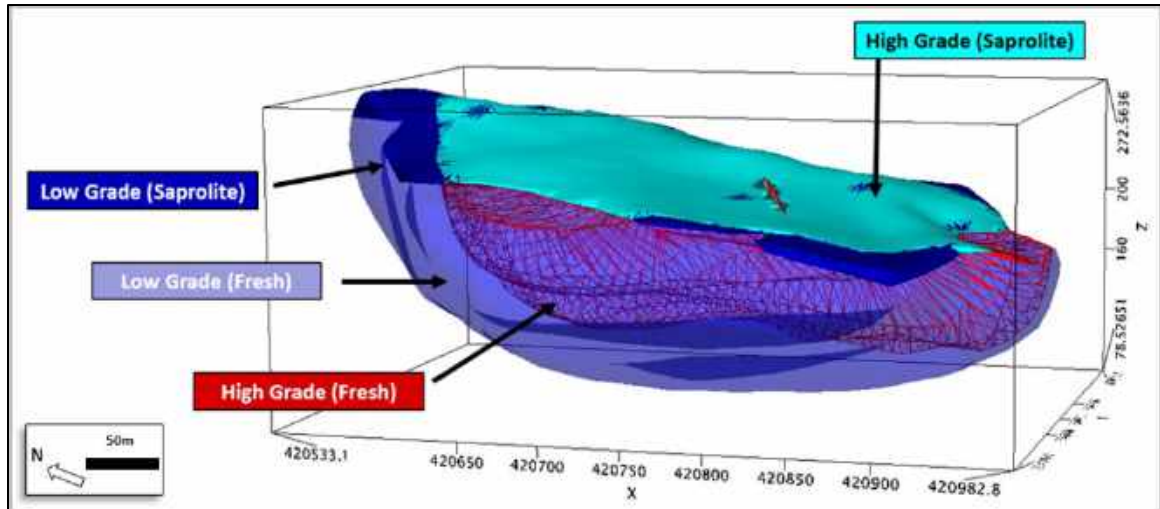 High Grade (Saprolite)
Low Grade (Saprolite)
Low Grade (Fresh)
High Grade (Fresh)
272.5636
200
160
78.52651
Z
420533.1
420650
420700
420750
420800
420850
420900
420982.8
X
N
50m